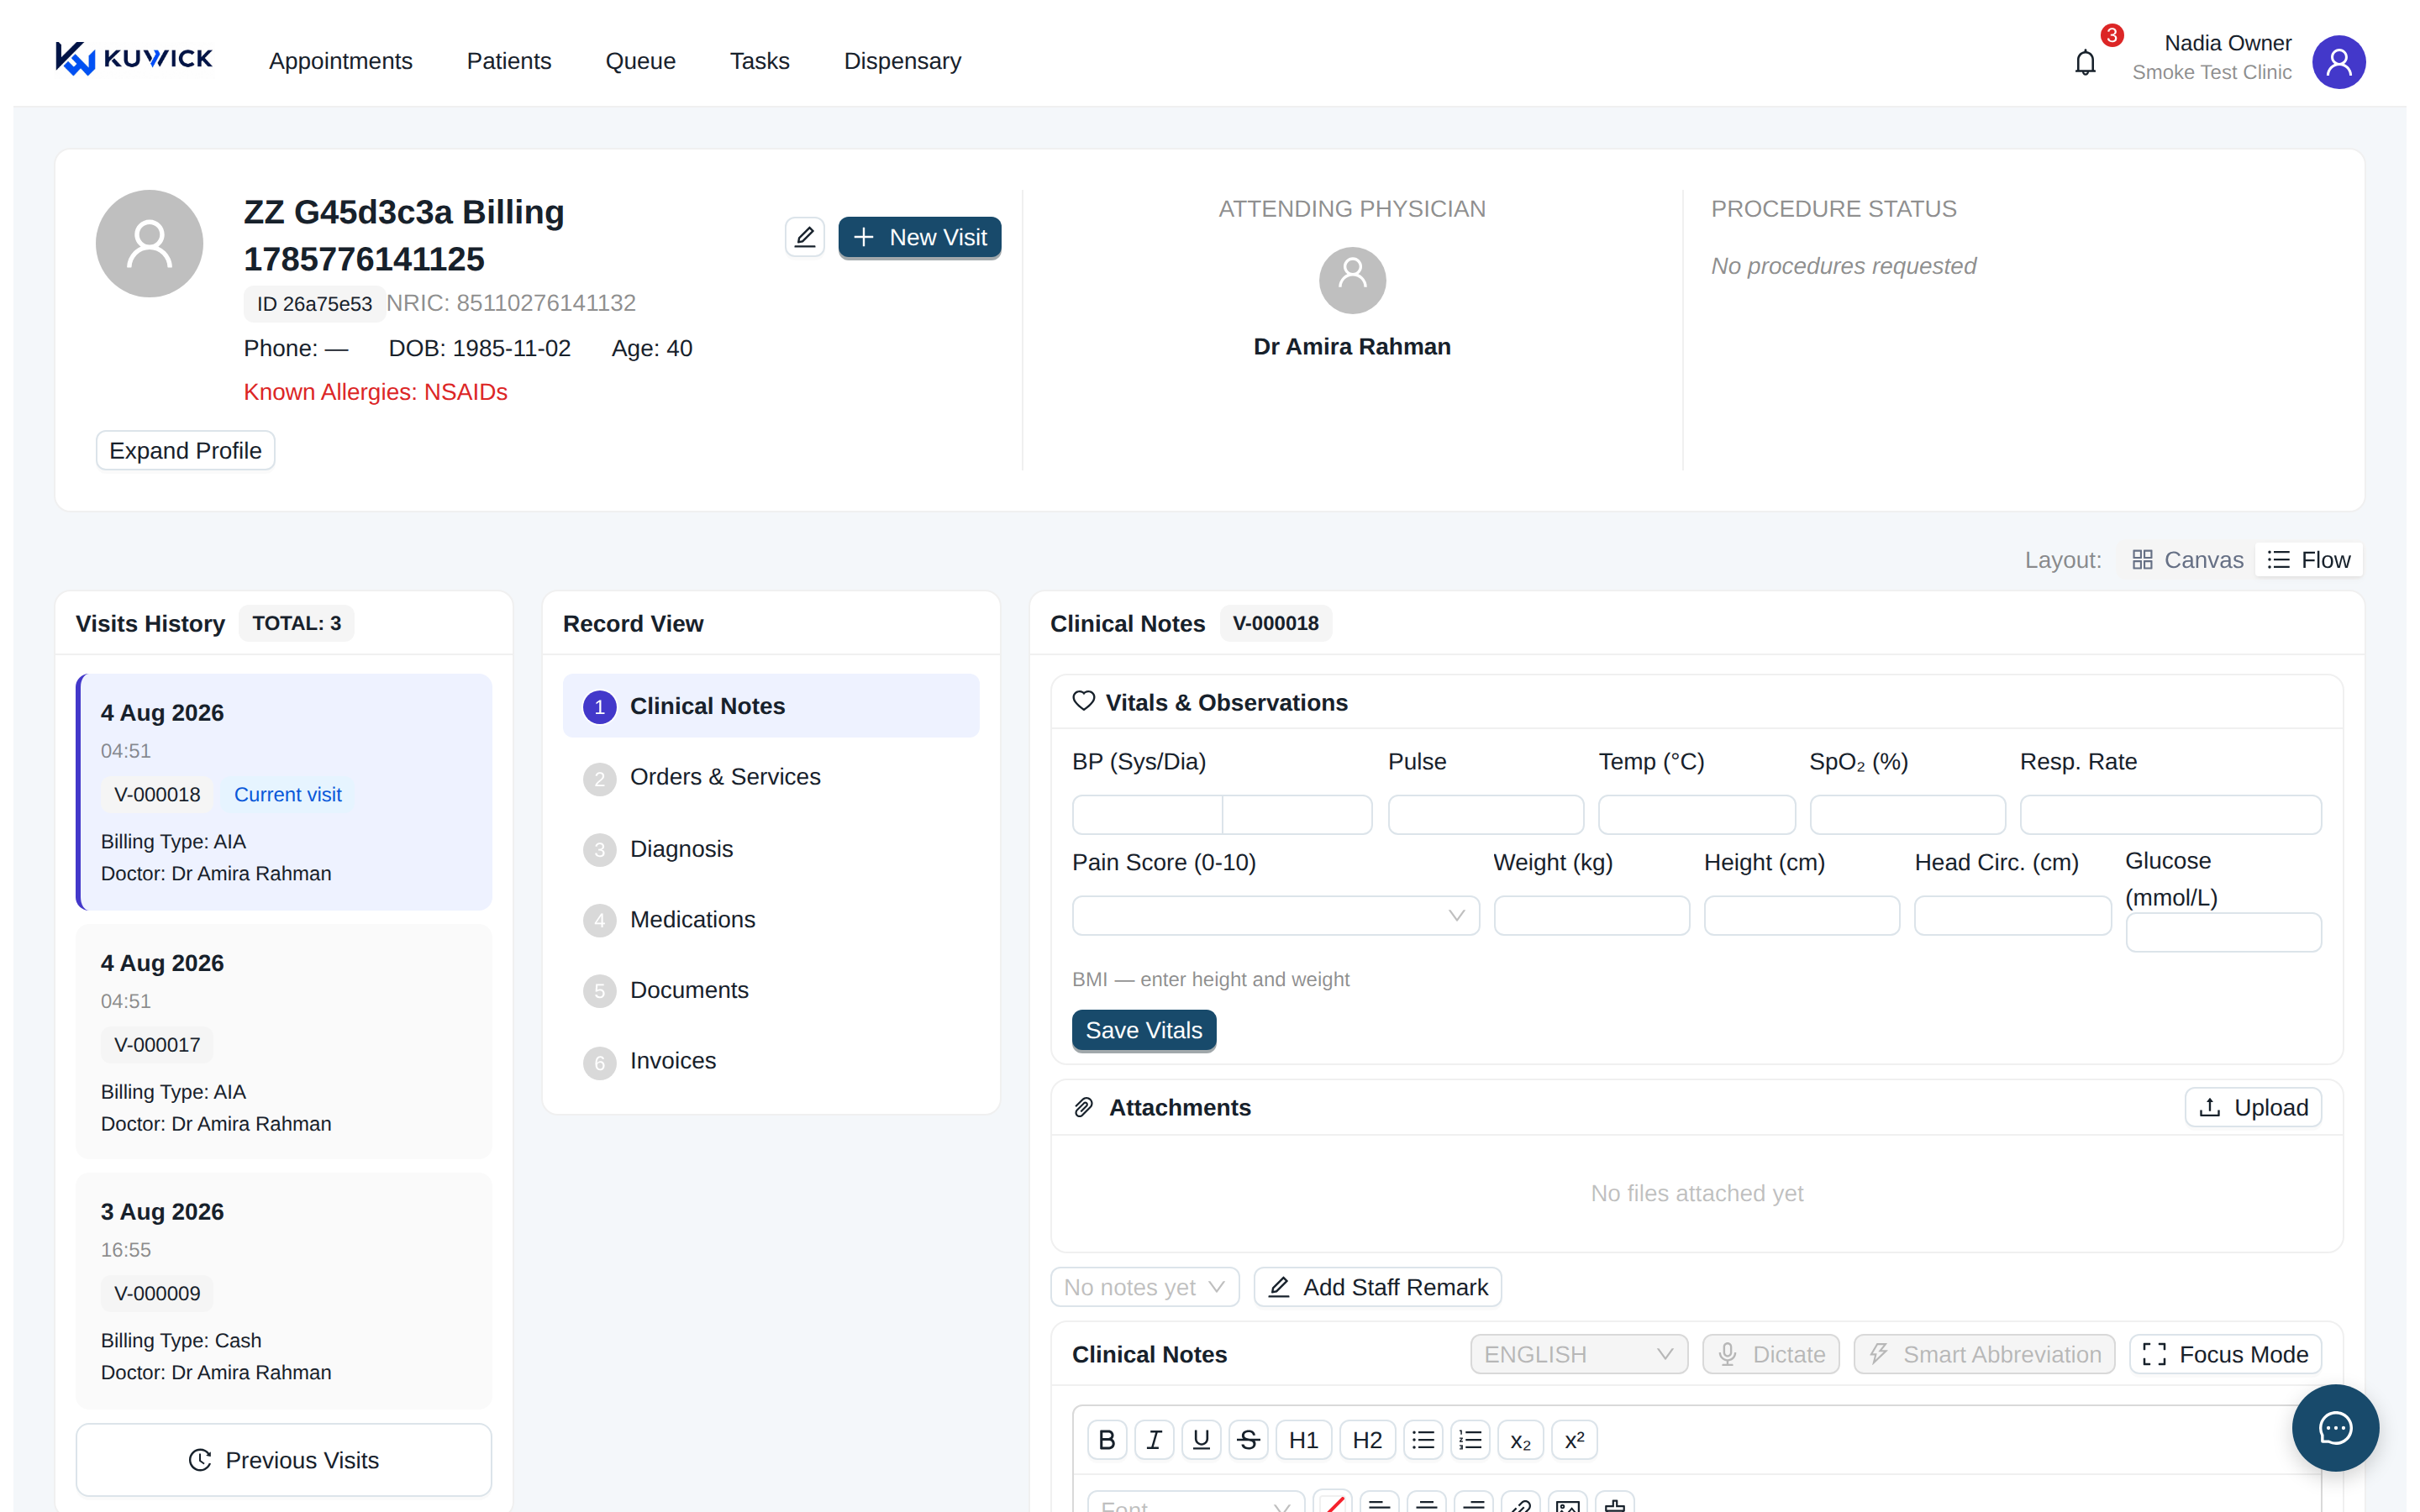 KUWICK
Appointments Patients Queue Tasks Dispensary
3
Nadia Owner
Smoke Test Clinic
ZZ G45d3c3a Billing
1785776141125
New Visit
ID 26a75e53 NRIC: 85110276141132
Phone: — DOB: 1985-11-02 Age: 40
Known Allergies: NSAIDs
Expand Profile
ATTENDING PHYSICIAN
Dr Amira Rahman
PROCEDURE STATUS
No procedures requested
Layout: Canvas Flow
Visits History TOTAL: 3
4 Aug 2026
04:51
V-000018 Current visit
Billing Type: AIA
Doctor: Dr Amira Rahman
4 Aug 2026
04:51
V-000017
Billing Type: AIA
Doctor: Dr Amira Rahman
3 Aug 2026
16:55
V-000009
Billing Type: Cash
Doctor: Dr Amira Rahman
Previous Visits
Record View
1 Clinical Notes
2 Orders & Services
3 Diagnosis
4 Medications
5 Documents
6 Invoices
Clinical Notes V-000018
Vitals & Observations
BP (Sys/Dia) Pulse Temp (°C) SpO₂ (%) Resp. Rate
Pain Score (0-10) Weight (kg) Height (cm) Head Circ. (cm) Glucose
(mmol/L)
BMI — enter height and weight
Save Vitals
Attachments Upload
No files attached yet
No notes yet Add Staff Remark
Clinical Notes ENGLISH Dictate Smart Abbreviation Focus Mode
B I U S H1 H2 x₂ x²
Font